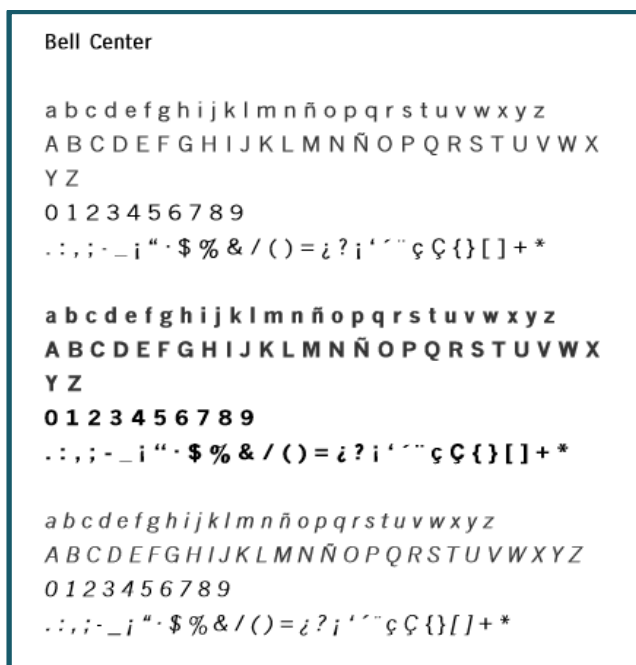 Bell Center
a b c d e f g h i j k l m n ñ o p q r s t u v w x y z
A B C D E F G H I J K L M N Ñ O P Q R S T U V W X
Y Z
0 1 2 3 4 5 6 7 8 9
. : , ; - _ ¡ “ · $ % & / ( ) = ¿ ? ¡ ‘ ´ ¨ ç Ç { } [ ] + *
a b c d e f g h i j k l m n ñ o p q r s t u v w x y z
A B C D E F G H I J K L M N Ñ O P Q R S T U V W X
Y Z
0 1 2 3 4 5 6 7 8 9
. : , ; - _ ¡ “ · $ % & / ( ) = ¿ ? ¡ ‘ ´ ¨ ç Ç { } [ ] + *
a b c d e f g h i j k l m n ñ o p q r s t u v w x y z
A B C D E F G H I J K L M N Ñ O P Q R S T U V W X Y Z
0 1 2 3 4 5 6 7 8 9
. : , ; - _ ¡ “ · $ % & / ( ) = ¿ ? ¡ ‘ ´ ¨ ç Ç { } [ ] + *